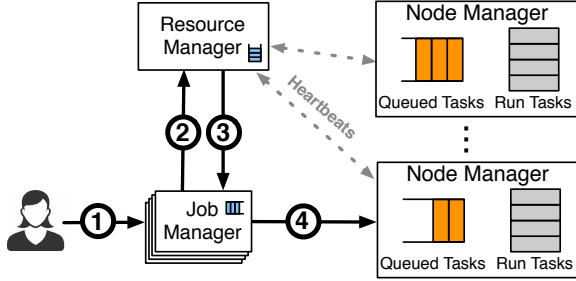 Resource
Manager
Node Manager
Queued Tasks Run Tasks
Heartbeats
2
3
1
Job
Manager
4
Node Manager
Queued Tasks Run Tasks